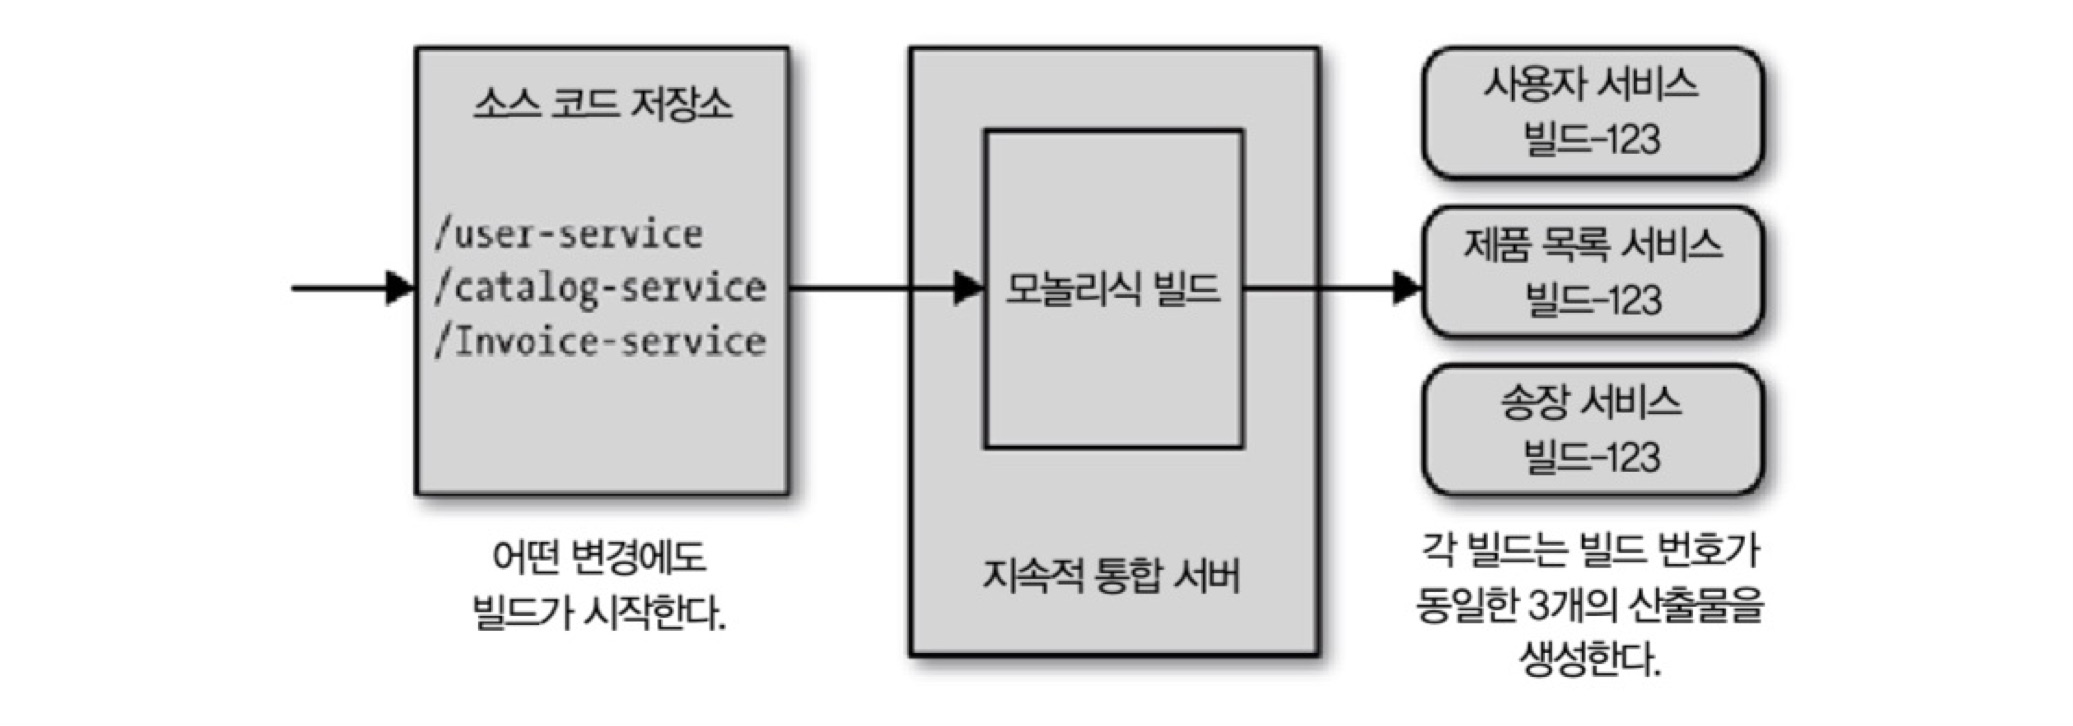 소스 코드 저장소
/user-service
/catalog-service
/Invoice-service
어떤 변경에도
빌드가 시작한다.
모놀리식 빌드
지속적 통합 서버
사용자 서비스
빌드-123
제품 목록 서비스
빌드-123
송장 서비스
빌드-123
각 빌드는 빌드 번호가
동일한 3개의 산출물을
생성한다.